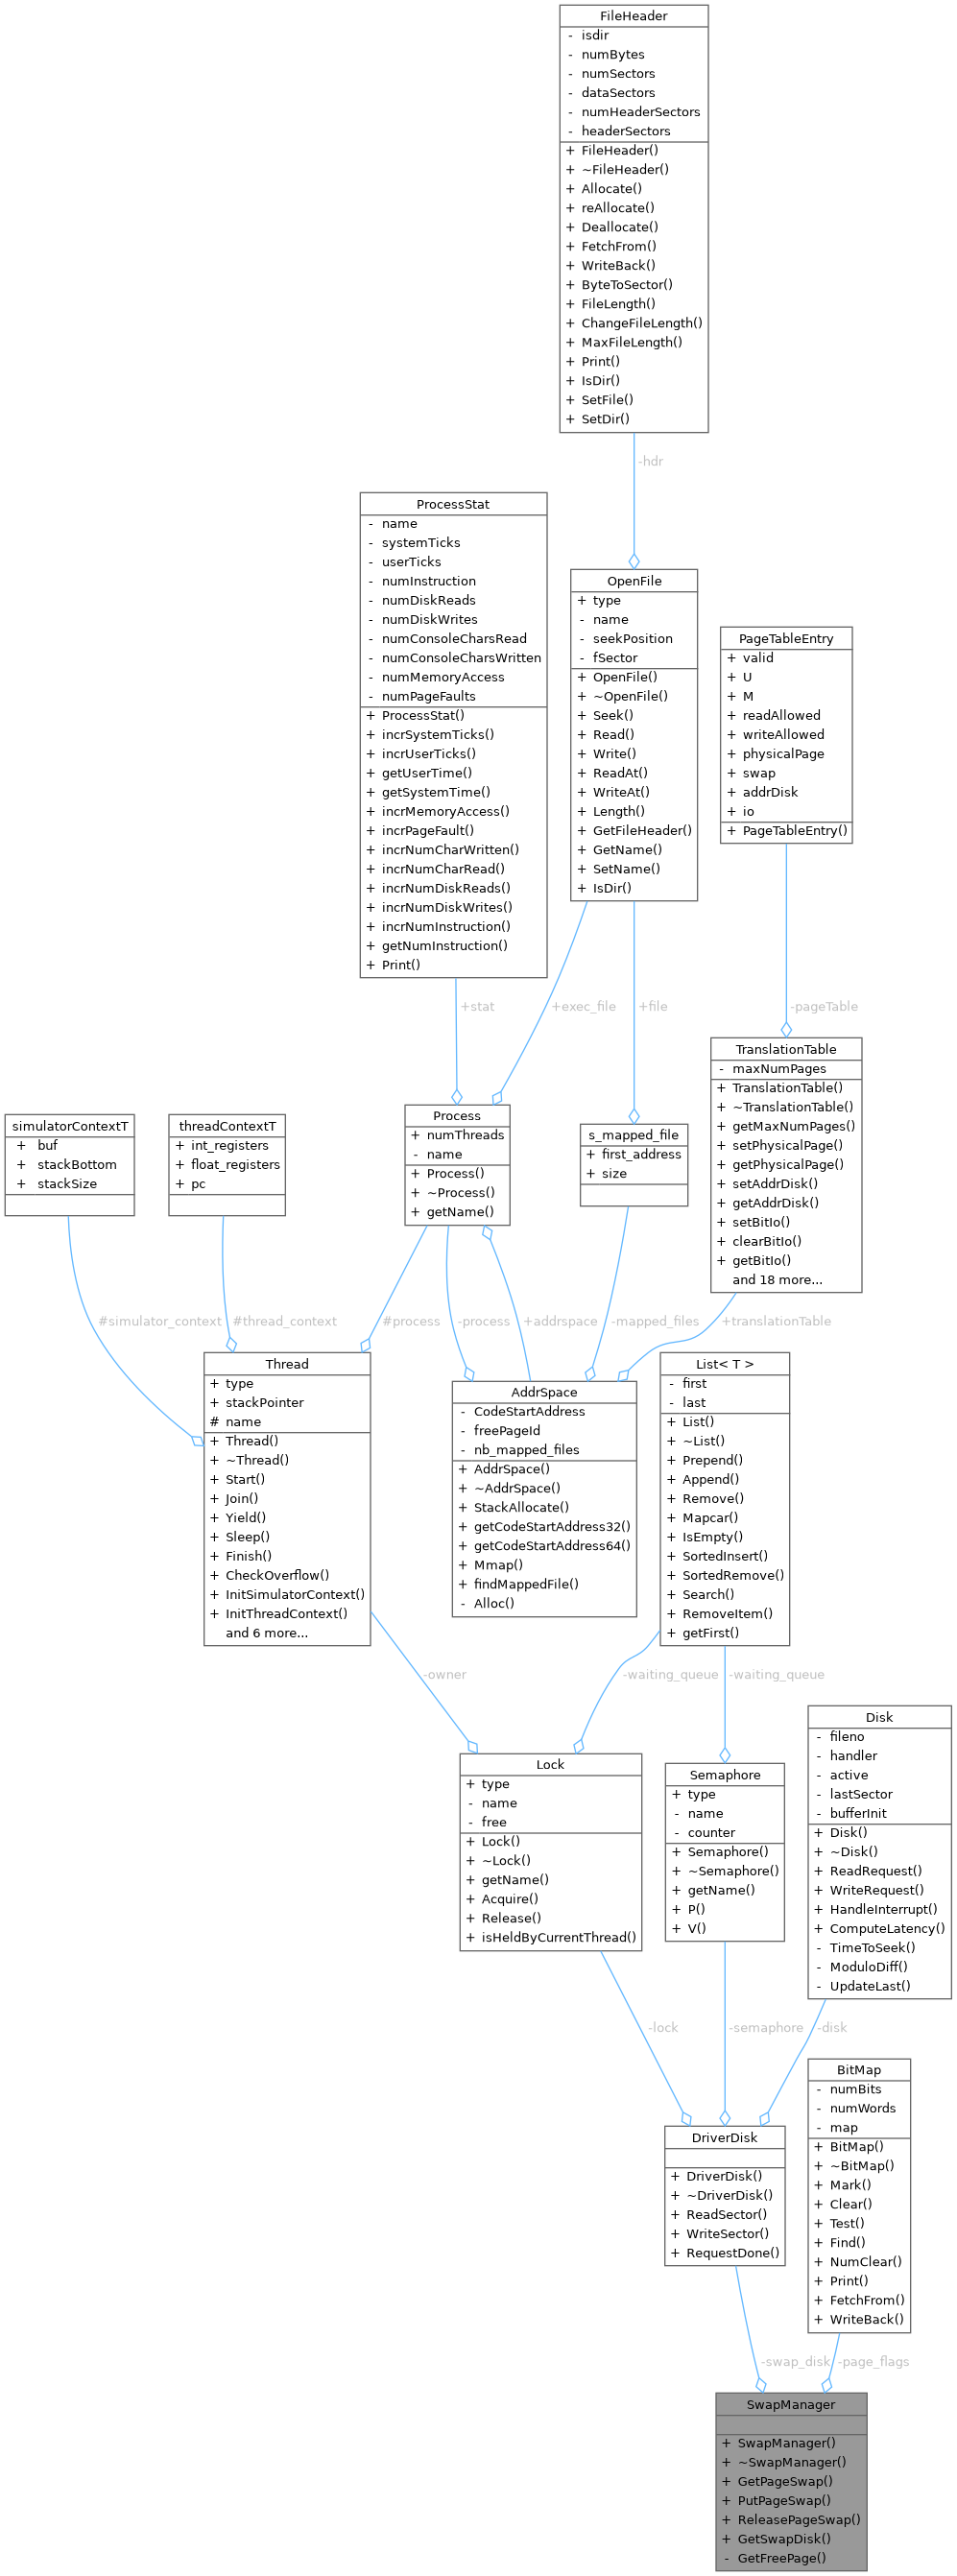 FileHeader
- isdir
- numBytes
- numSectors
- dataSectors
- numHeaderSectors
- headerSectors
+ FileHeader()
+ ~FileHeader()
+ Allocate()
+ reAllocate()
+ Deallocate()
+ FetchFrom()
+ WriteBack()
+ ByteToSector()
+ FileLength()
+ ChangeFileLength()
+ MaxFileLength()
+ Print()
+ IsDir()
+ SetFile()
+ SetDir()
-hdr
ProcessStat
- name
- systemTicks
- userTicks
- numInstruction
- numDiskReads
- numDiskWrites
- numConsoleCharsRead
- numConsoleCharsWritten
- numMemoryAccess
- numPageFaults
+ ProcessStat()
+ incrSystemTicks()
+ incrUserTicks()
+ getUserTime()
+ getSystemTime()
+ incrMemoryAccess()
+ incrPageFault()
+ incrNumCharWritten()
+ incrNumCharRead()
+ incrNumDiskReads()
+ incrNumDiskWrites()
+ incrNumInstruction()
+ getNumInstruction()
+ Print()
OpenFile
+ type
- name
- seekPosition
- fSector
+ OpenFile()
+ ~OpenFile()
+ Seek()
+ Read()
+ Write()
+ ReadAt()
+ WriteAt()
+ Length()
+ GetFileHeader()
+ GetName()
+ SetName()
+ IsDir()
PageTableEntry
+ valid
+ U
+ M
+ readAllowed
+ writeAllowed
+ physicalPage
+ swap
+ addrDisk
+ io
+ PageTableEntry()
+stat
+exec_file
+file
-pageTable
simulatorContextT
+ buf
+ stackBottom
+ stackSize
threadContextT
+ int_registers
+ float_registers
+ pc
Process
+ numThreads
- name
+ Process()
+ ~Process()
+ getName()
s_mapped_file
+ first_address
+ size
TranslationTable
- maxNumPages
+ TranslationTable()
+ ~TranslationTable()
+ getMaxNumPages()
+ setPhysicalPage()
+ getPhysicalPage()
+ setAddrDisk()
+ getAddrDisk()
+ setBitIo()
+ clearBitIo()
+ getBitIo()
and 18 more...
#simulator_context
#thread_context
#process
-process
+addrspace
-mapped_files
+translationTable
Thread
+ type
+ stackPointer
# name
+ Thread()
+ ~Thread()
+ Start()
+ Join()
+ Yield()
+ Sleep()
+ Finish()
+ CheckOverflow()
+ InitSimulatorContext()
+ InitThreadContext()
and 6 more...
AddrSpace
- CodeStartAddress
- freePageId
- nb_mapped_files
+ AddrSpace()
+ ~AddrSpace()
+ StackAllocate()
+ getCodeStartAddress32()
+ getCodeStartAddress64()
+ Mmap()
+ findMappedFile()
- Alloc()
List< T >
- first
- last
+ List()
+ ~List()
+ Prepend()
+ Append()
+ Remove()
+ Mapcar()
+ IsEmpty()
+ SortedInsert()
+ SortedRemove()
+ Search()
+ RemoveItem()
+ getFirst()
-owner
-waiting_queue
-waiting_queue
Lock
+ type
- name
- free
+ Lock()
+ ~Lock()
+ getName()
+ Acquire()
+ Release()
+ isHeldByCurrentThread()
Semaphore
+ type
- name
- counter
+ Semaphore()
+ ~Semaphore()
+ getName()
+ P()
+ V()
Disk
- fileno
- handler
- active
- lastSector
- bufferInit
+ Disk()
+ ~Disk()
+ ReadRequest()
+ WriteRequest()
+ HandleInterrupt()
+ ComputeLatency()
- TimeToSeek()
- ModuloDiff()
- UpdateLast()
-lock
-semaphore
-disk
DriverDisk
+ DriverDisk()
+ ~DriverDisk()
+ ReadSector()
+ WriteSector()
+ RequestDone()
BitMap
- numBits
- numWords
- map
+ BitMap()
+ ~BitMap()
+ Mark()
+ Clear()
+ Test()
+ Find()
+ NumClear()
+ Print()
+ FetchFrom()
+ WriteBack()
-swap_disk
-page_flags
SwapManager
+ SwapManager()
+ ~SwapManager()
+ GetPageSwap()
+ PutPageSwap()
+ ReleasePageSwap()
+ GetSwapDisk()
- GetFreePage()